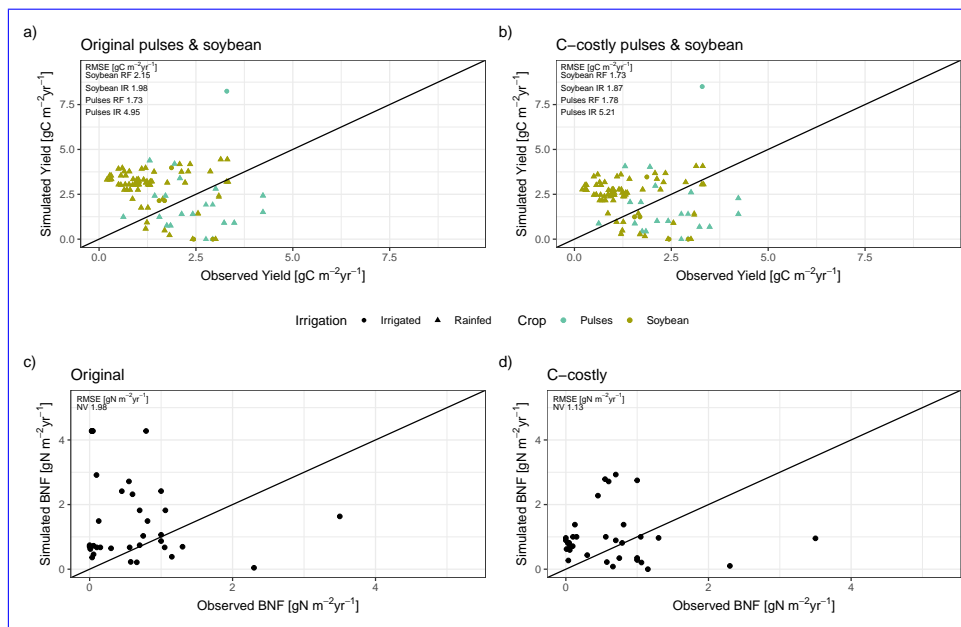 a)
Original pulses & soybean
RMSE [gC m⁻²yr⁻¹]
Soybean RF 2.15
Soybean IR 1.98
Pulses RF 1.73
Pulses IR 4.95
7.5
5.0
2.5
0.0
Simulated Yield [gC m⁻²yr⁻¹]
0.0 2.5 5.0 7.5
Observed Yield [gC m⁻²yr⁻¹]
b)
C−costly pulses & soybean
RMSE [gC m⁻²yr⁻¹]
Soybean RF 1.73
Soybean IR 1.87
Pulses RF 1.78
Pulses IR 5.21
7.5
5.0
2.5
0.0
Simulated Yield [gC m⁻²yr⁻¹]
0.0 2.5 5.0 7.5
Observed Yield [gC m⁻²yr⁻¹]
Irrigation Irrigated Rainfed Crop Pulses Soybean
c)
Original
RMSE [gN m⁻²yr⁻¹]
NV 1.98
4
2
0
Simulated BNF [gN m⁻²yr⁻¹]
0 2 4
Observed BNF [gN m⁻²yr⁻¹]
d)
C−costly
RMSE [gN m⁻²yr⁻¹]
NV 1.13
4
2
0
Simulated BNF [gN m⁻²yr⁻¹]
0 2 4
Observed BNF [gN m⁻²yr⁻¹]